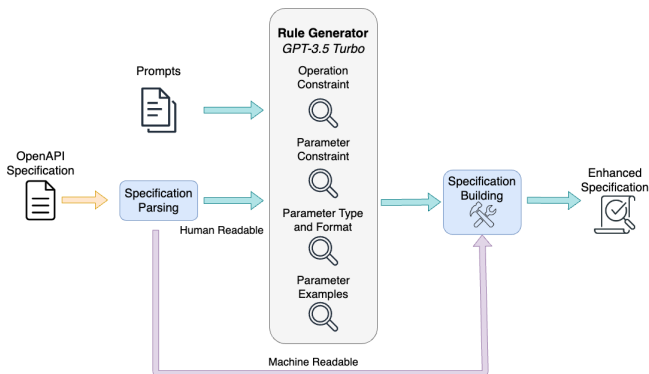 Rule Generator
GPT-3.5 Turbo
Operation
Constraint
Prompts
Parameter
Constraint
OpenAPI
Specification
Specification
Parsing
Human Readable
Parameter Type
and Format
Parameter
Examples
Specification
Building
Enhanced
Specification
Machine Readable